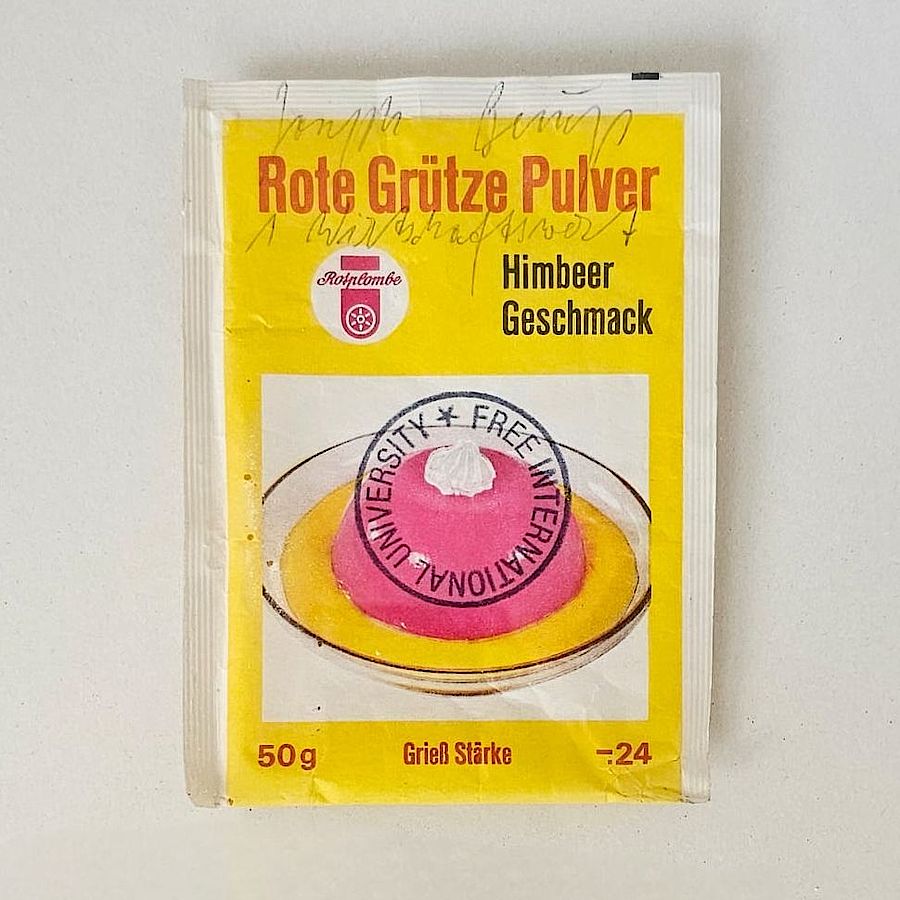 Joseph Beuys
Rote Grütze Pulver
1 Wirtschaftswert
Rotplombe
Himbeer
Geschmack
UNIVERSITY * FREE INTERNATIONAL
50g
Grieß Stärke
-.24